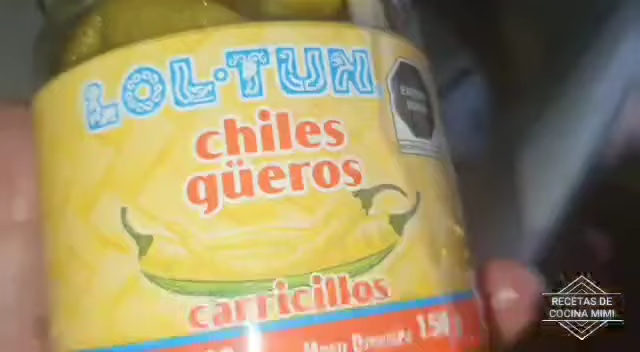 LOL·TUN
chiles
güeros
carricillos
150
RECETAS DE
COCINA MIMI